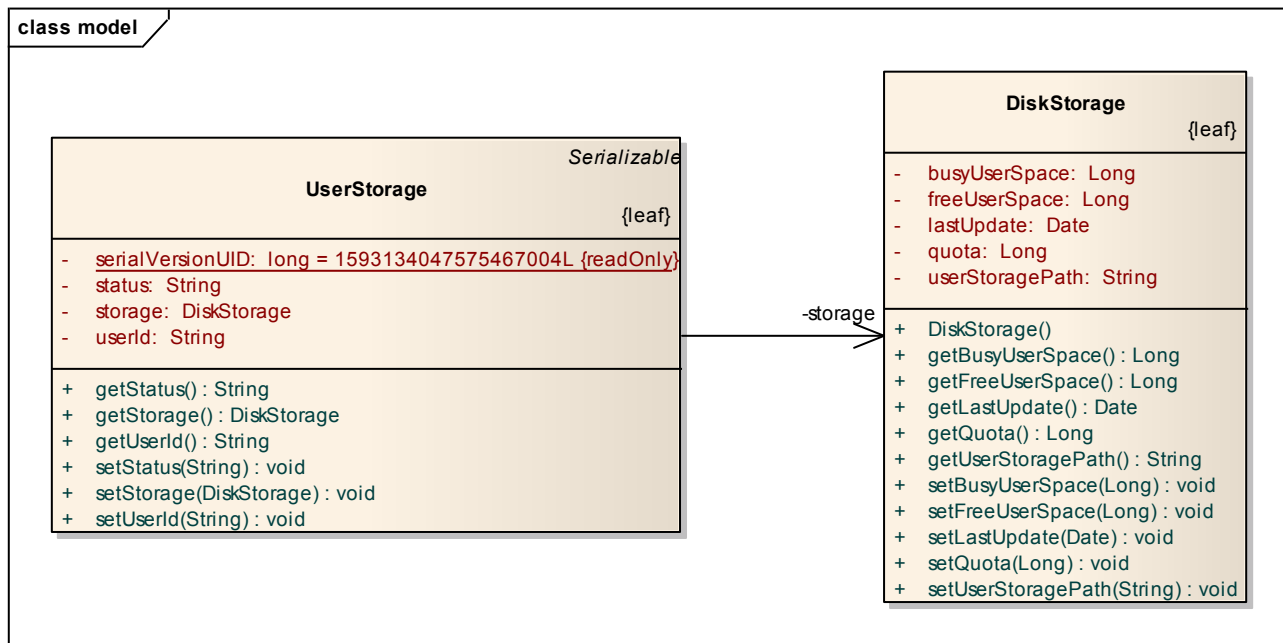 class model
Serializable
UserStorage
{leaf}
- serialVersionUID: long = 1593134047575467004L {readOnly}
- status: String
- storage: DiskStorage
- userId: String
+ getStatus() : String
+ getStorage() : DiskStorage
+ getUserId() : String
+ setStatus(String) : void
+ setStorage(DiskStorage) : void
+ setUserId(String) : void
-storage
DiskStorage
{leaf}
- busyUserSpace: Long
- freeUserSpace: Long
- lastUpdate: Date
- quota: Long
- userStoragePath: String
+ DiskStorage()
+ getBusyUserSpace() : Long
+ getFreeUserSpace() : Long
+ getLastUpdate() : Date
+ getQuota() : Long
+ getUserStoragePath() : String
+ setBusyUserSpace(Long) : void
+ setFreeUserSpace(Long) : void
+ setLastUpdate(Date) : void
+ setQuota(Long) : void
+ setUserStoragePath(String) : void